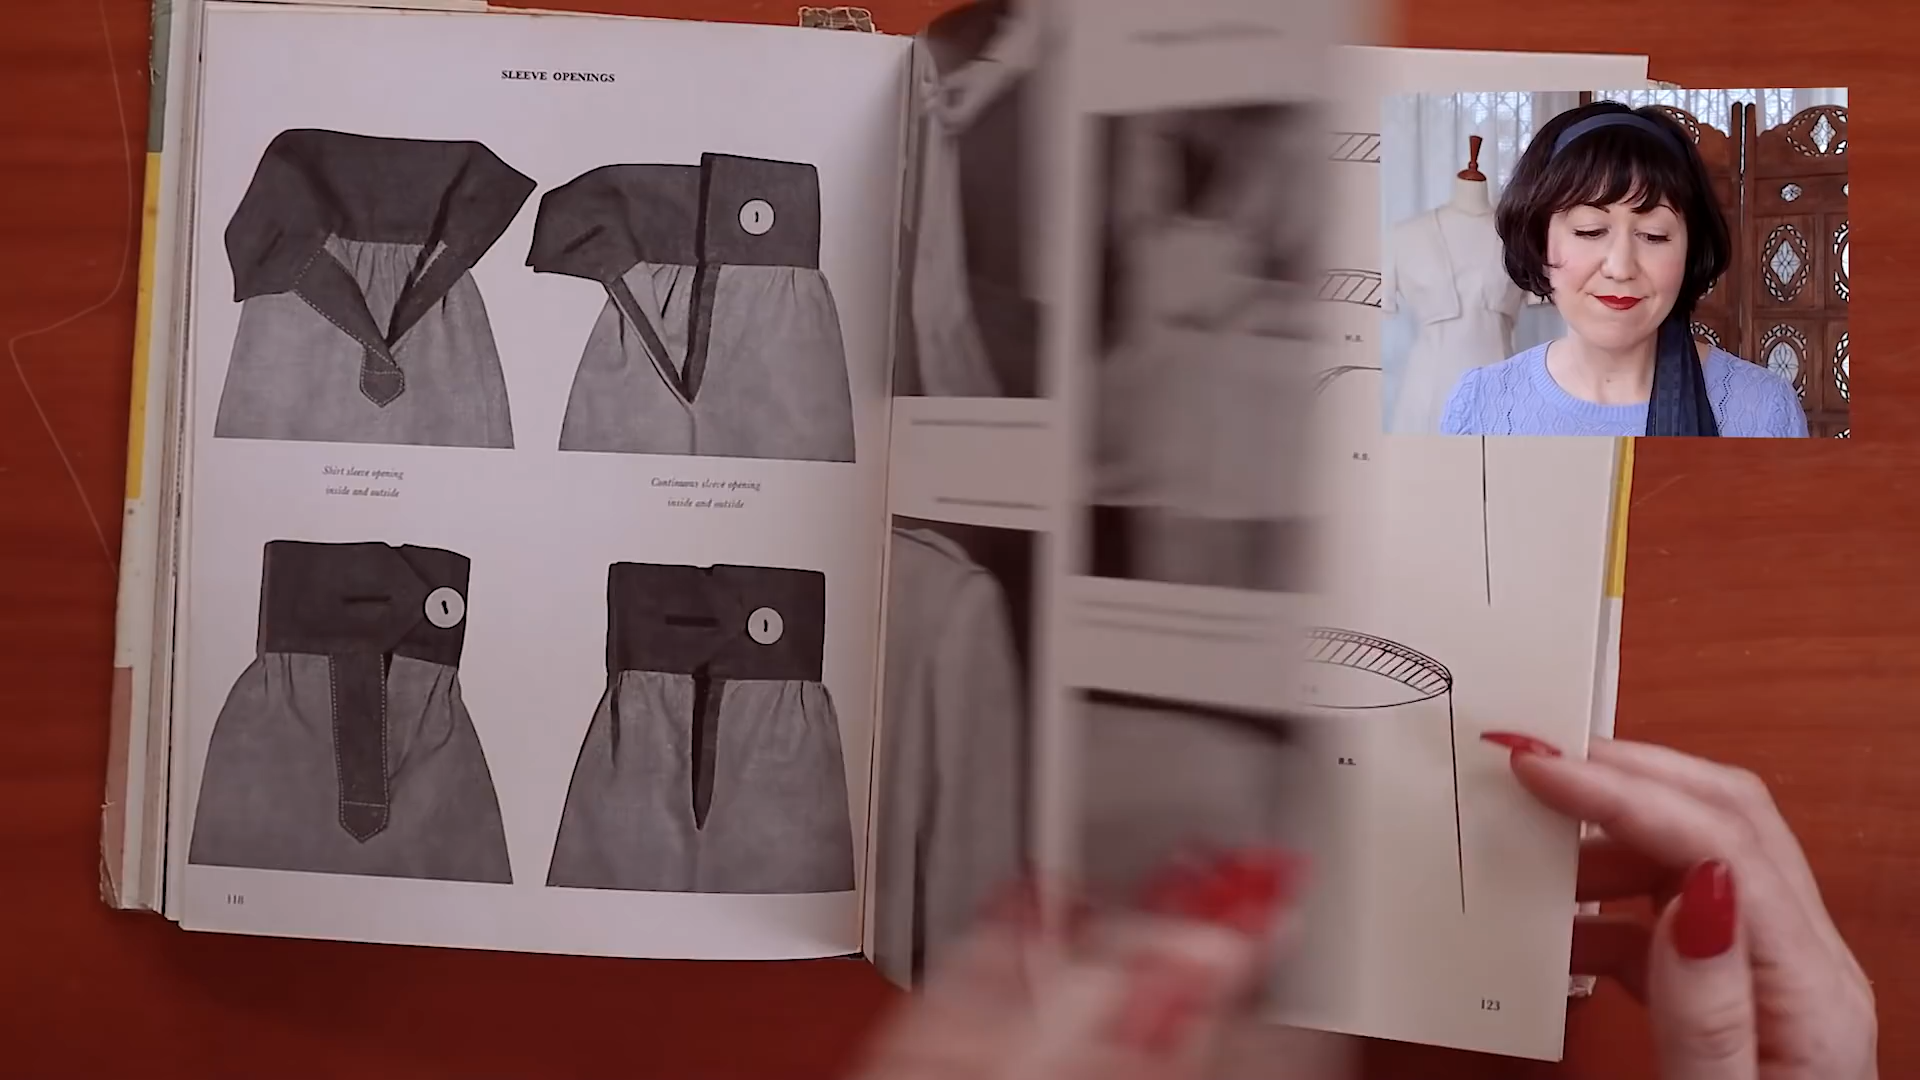 SLEEVE OPENINGS
Shirt sleeve opening
inside and outside
Continuous sleeve opening
inside and outside
118
W.S.
R.S.
R.S.
123